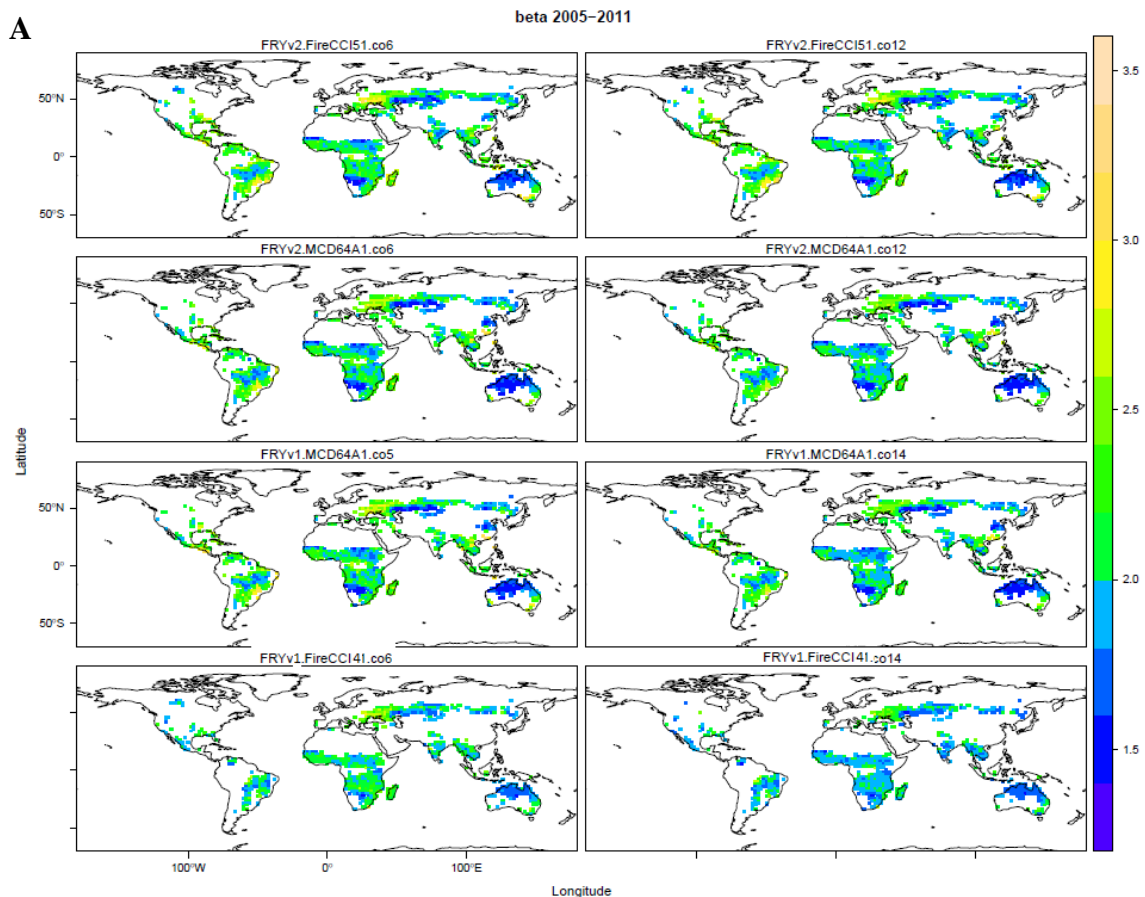 A
beta 2005−2011
FRYv2.FireCCI51.co6
FRYv2.FireCCI51.co12
3.5
50°N
0°
50°S
FRYv2.MCD64A1.co6
FRYv2.MCD64A1.co12
3.0
2.5
Latitude
FRYv1.MCD64A1.co5
FRYv1.MCD64A1.co14
50°N
0°
50°S
2.0
FRYv1.FireCCI41.co6
FRYv1.FireCCI41.co14
1.5
100°W
0°
100°E
Longitude